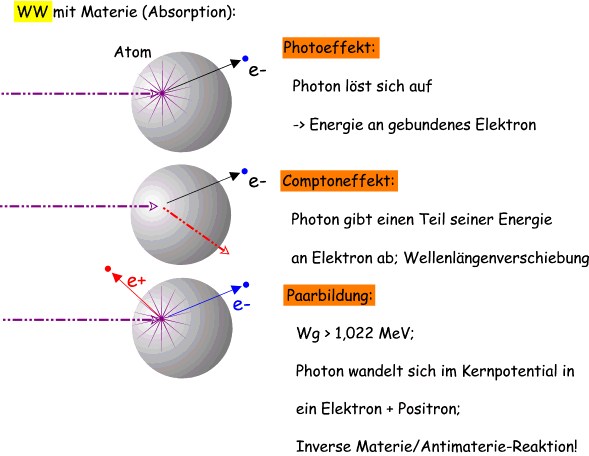 WW mit Materie (Absorption):
Atom
e-
Photoeffekt:
Photon löst sich auf
-> Energie an gebundenes Elektron
e-
Comptoneffekt:
Photon gibt einen Teil seiner Energie
an Elektron ab; Wellenlängenverschiebung
e+
e-
Paarbildung:
Wg > 1,022 MeV;
Photon wandelt sich im Kernpotential in
ein Elektron + Positron;
Inverse Materie/Antimaterie-Reaktion!